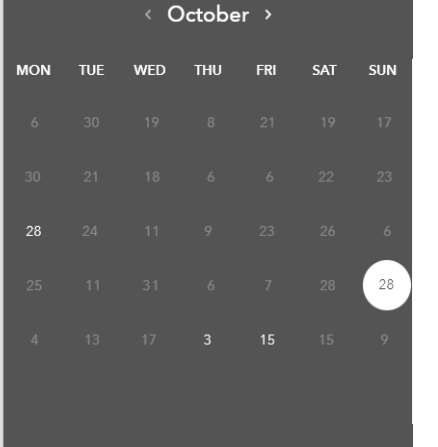 ‹ October ›
MON TUE WED THU FRI SAT SUN
6 30 19 8 21 19 17
30 21 18 6 6 22 23
28 24 11 9 23 26 6
25 11 31 6 7 28 28
4 13 17 3 15 15 9